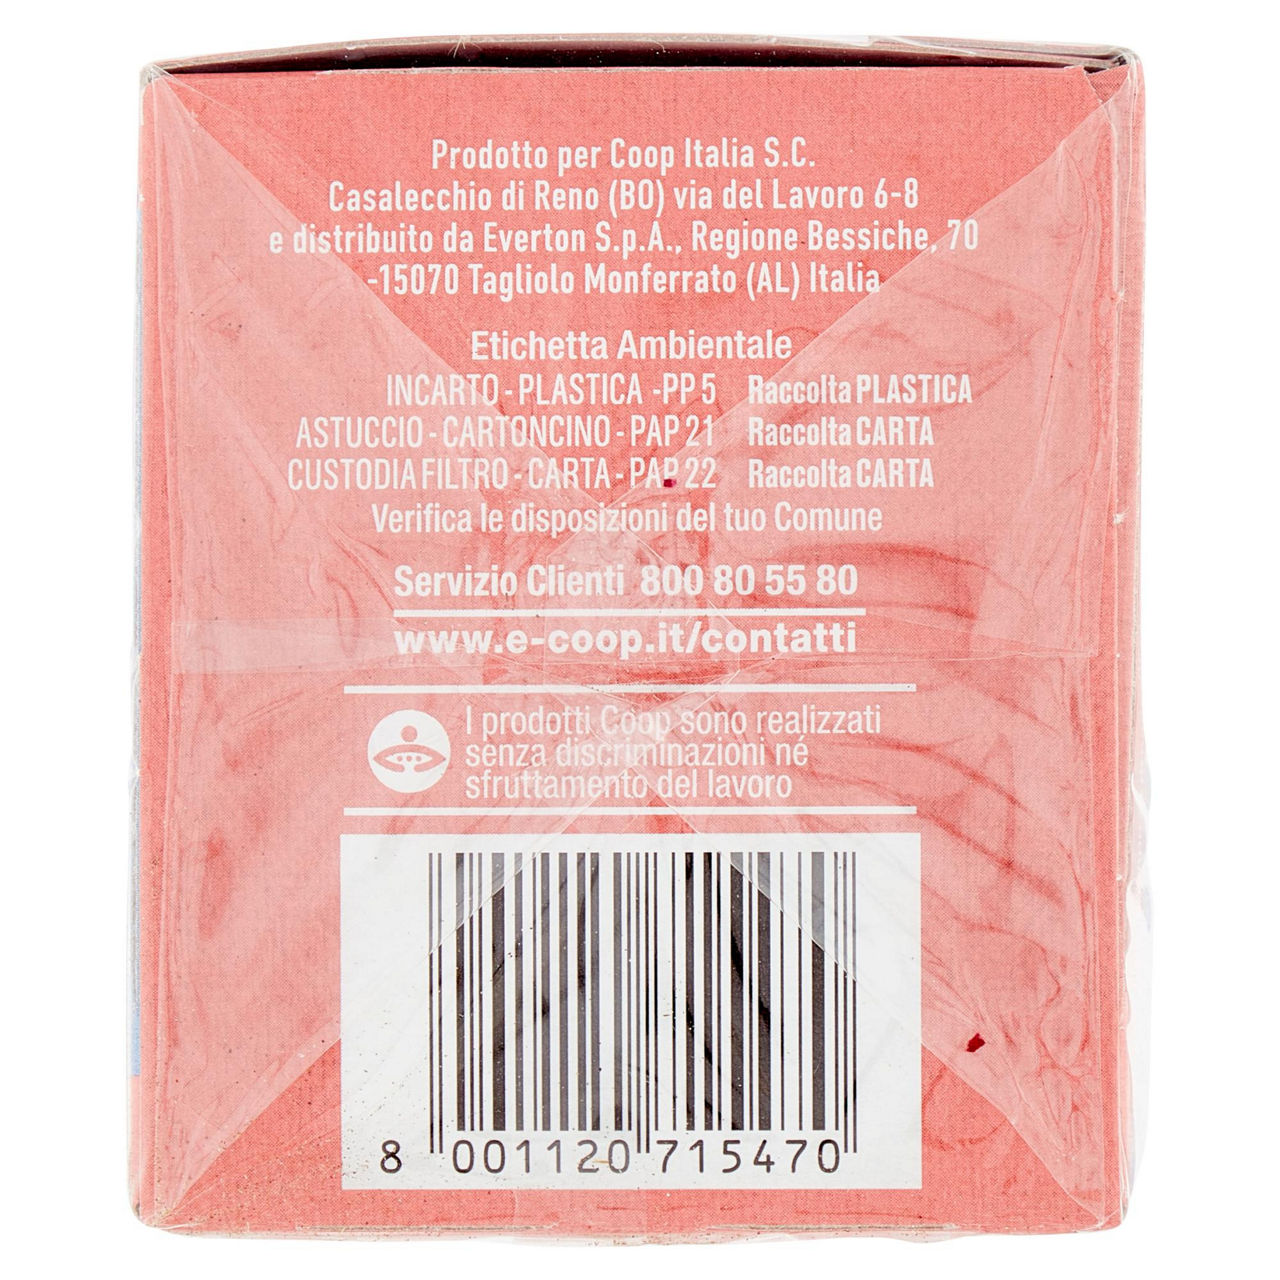 Prodotto per Coop Italia S.C.
Casalecchio di Reno (BO) via del Lavoro 6-8
e distribuito da Everton S.p.A., Regione Bessiche, 70
-15070 Tagliolo Monferrato (AL) Italia
Etichetta Ambientale
INCARTO - PLASTICA -PP 5 Raccolta PLASTICA
ASTUCCIO - CARTONCINO - PAP 21 Raccolta CARTA
CUSTODIA FILTRO - CARTA - PAP 22 Raccolta CARTA
Verifica le disposizioni del tuo Comune
Servizio Clienti 800 80 55 80
www.e-coop.it/contatti
I prodotti Coop sono realizzati
senza discriminazioni né
sfruttamento del lavoro
8 001120 715470